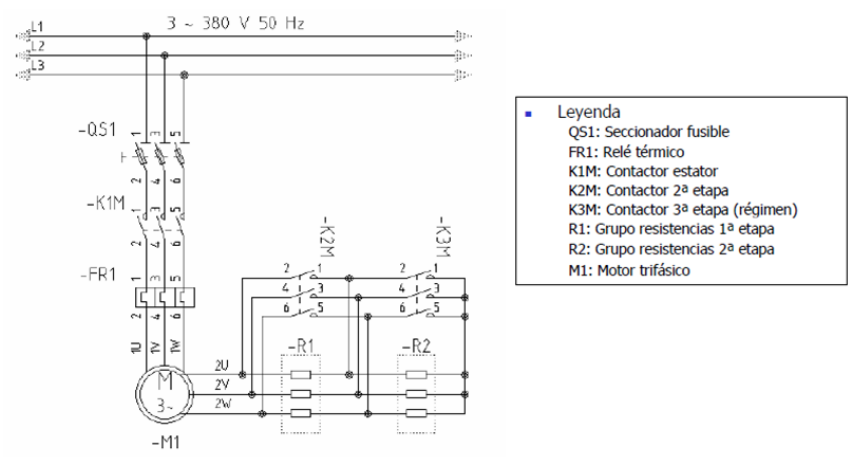 3 ~ 380 V 50 Hz
L1
L2
L3
-QS1
1 3 5
2 4 6
-K1M
1 3 5
2 4 6
-FR1
1 3 5
2 4 6
1U 1V 1W
M
3~
-M1
2U
2V
2W
-K2M
2 1
4 3
6 5
-K3M
2 1
4 3
6 5
-R1
-R2
Leyenda
QS1: Seccionador fusible
FR1: Relé térmico
K1M: Contactor estator
K2M: Contactor 2ª etapa
K3M: Contactor 3ª etapa (régimen)
R1: Grupo resistencias 1ª etapa
R2: Grupo resistencias 2ª etapa
M1: Motor trifásico